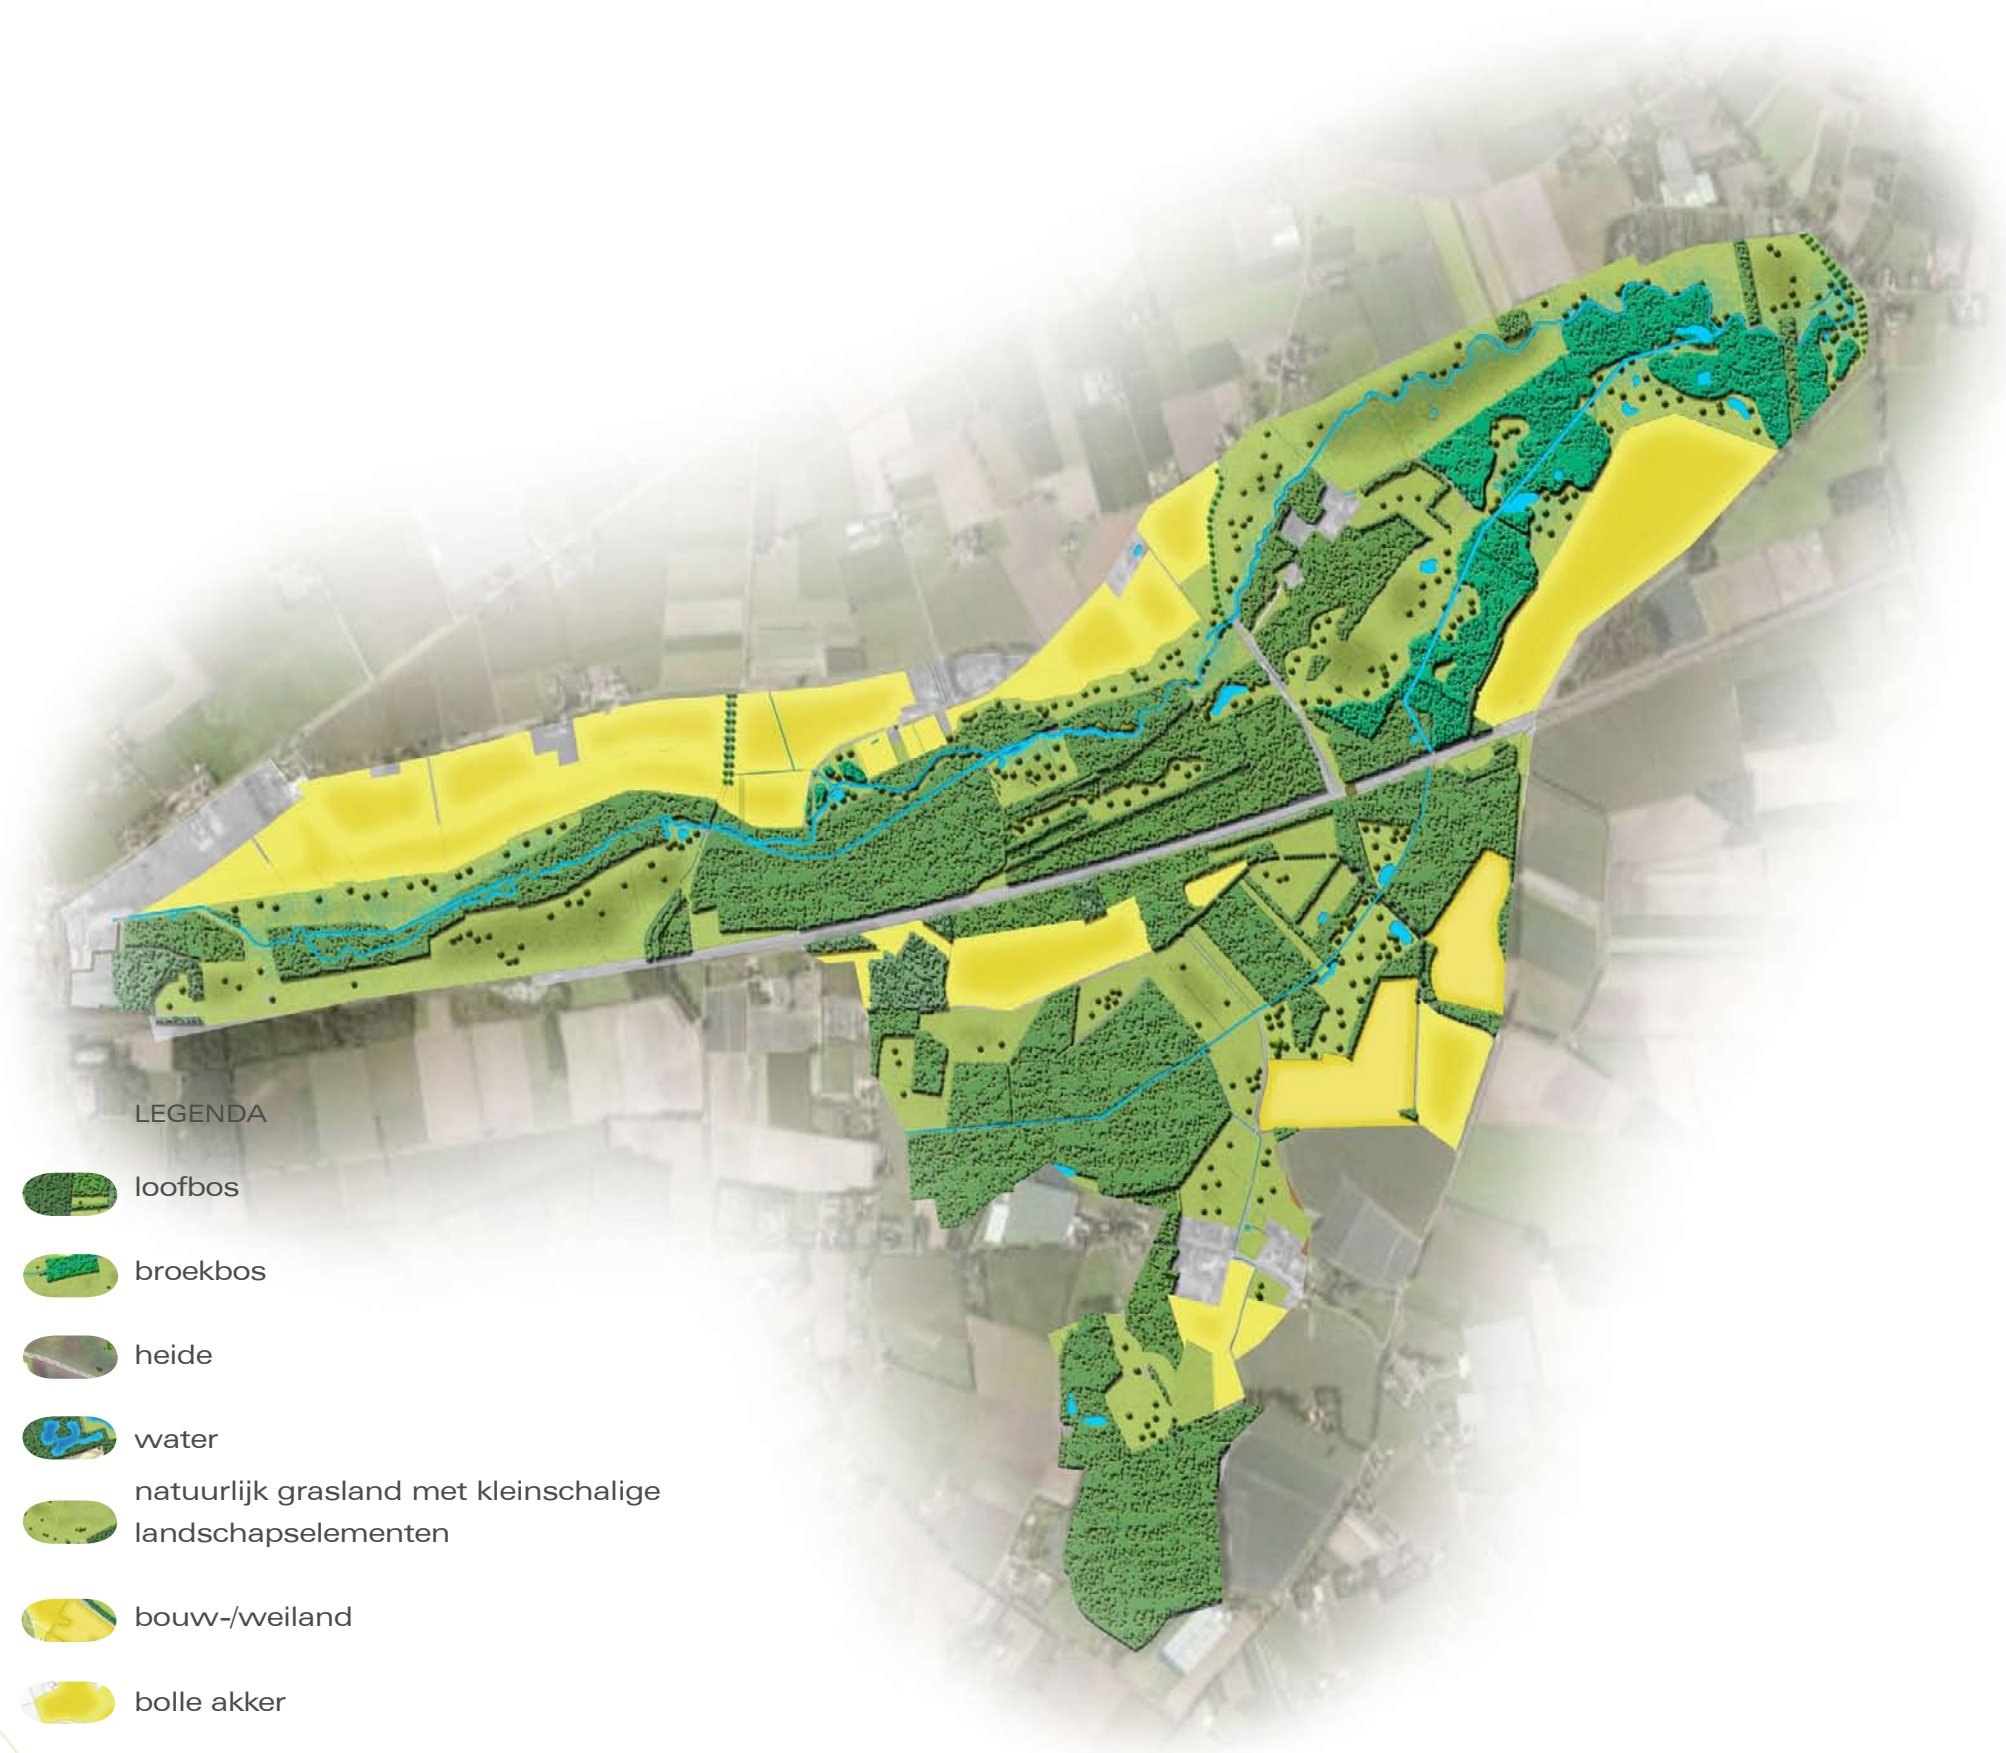 LEGENDA
loofbos
broekbos
heide
water
natuurlijk grasland met kleinschalige
landschapselementen
bouw-/weiland
bolle akker